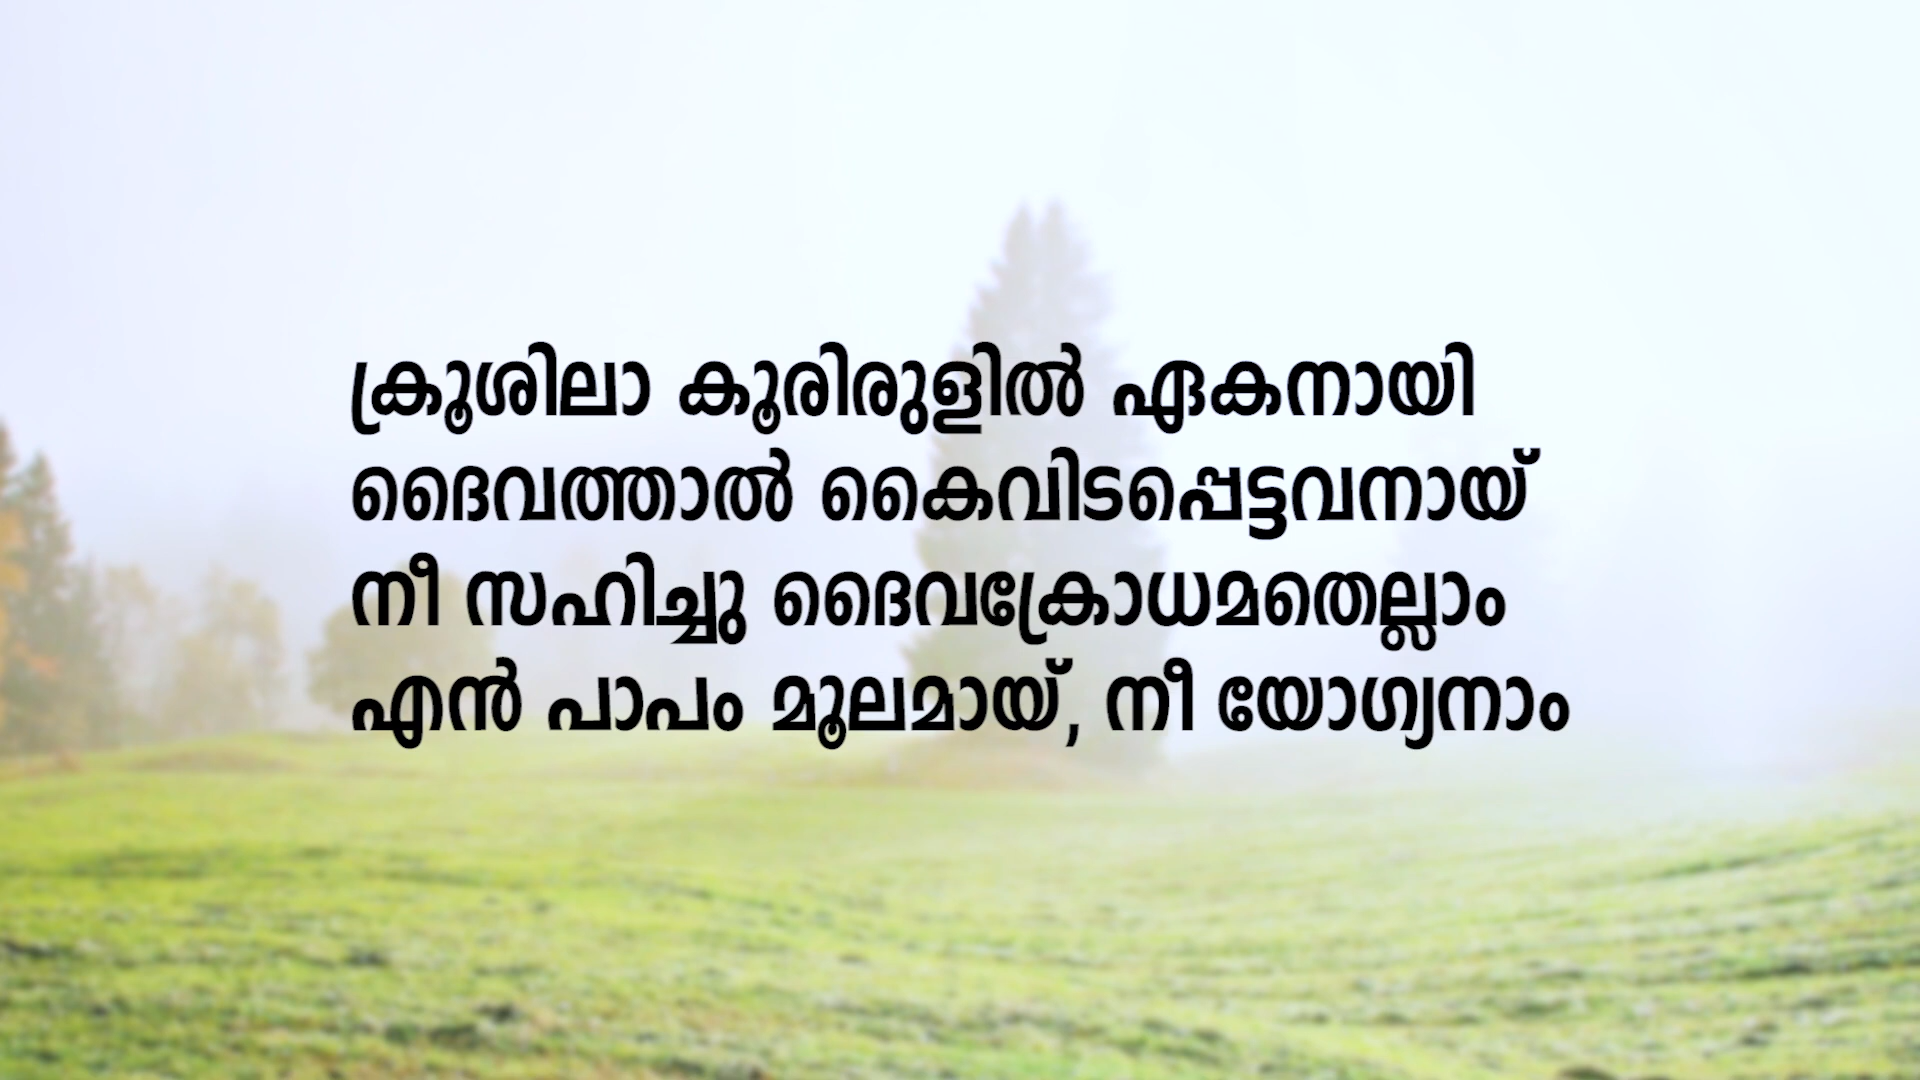 ക്രൂശിലാ കൂരിരുളിൽ ഏകനായി
ദൈവത്താൽ കൈവിടപ്പെട്ടവനായ്
നീ സഹിച്ചു ദൈവക്രോധമതെല്ലാം
എൻ പാപം മൂലമായ്, നീ യോഗ്യനാം